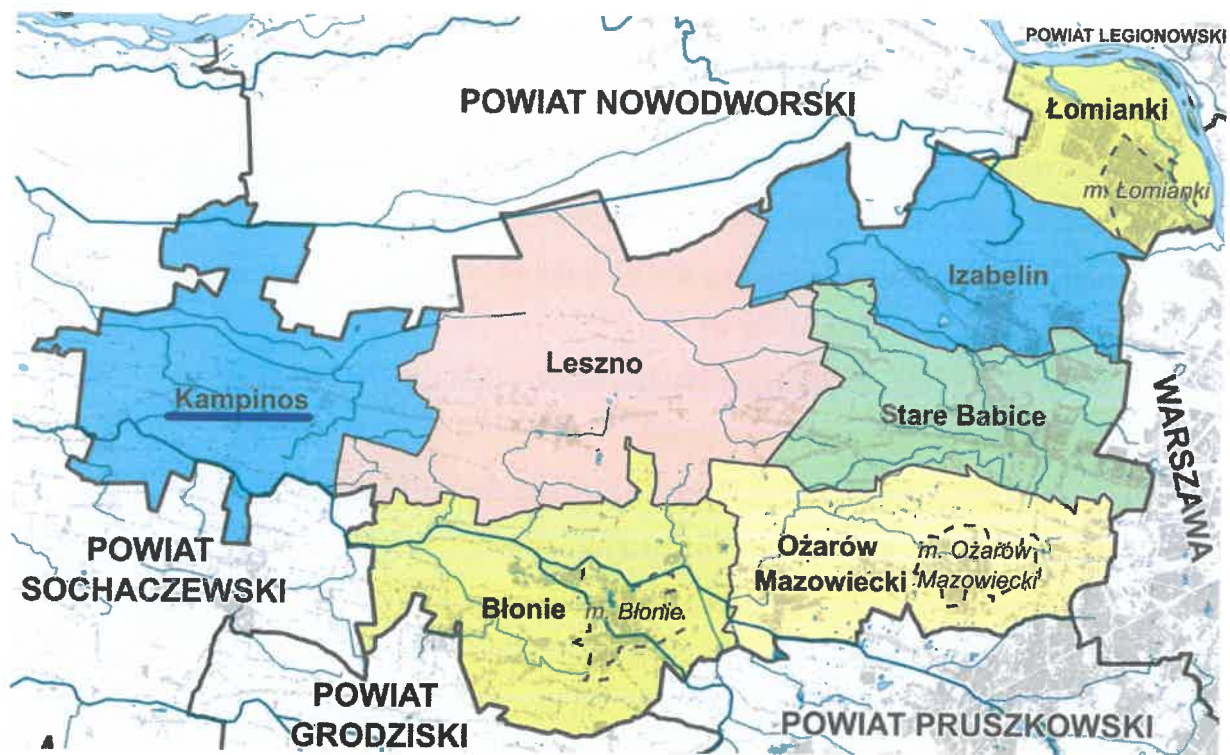 POWIAT LEGIONOWSKI
POWIAT NOWODWORSKI
Łomianki
m. Łomianki
Izabelin
Leszno
Kampinos
Stare Babice
WARSZAWA
POWIAT
SOCHACZEWSKI
Ożarów
Mazowiecki
m. Ożarów
Mazowiecki
Błonie
m. Błonie
POWIAT
GRODZISKI
POWIAT PRUSZKOWSKI